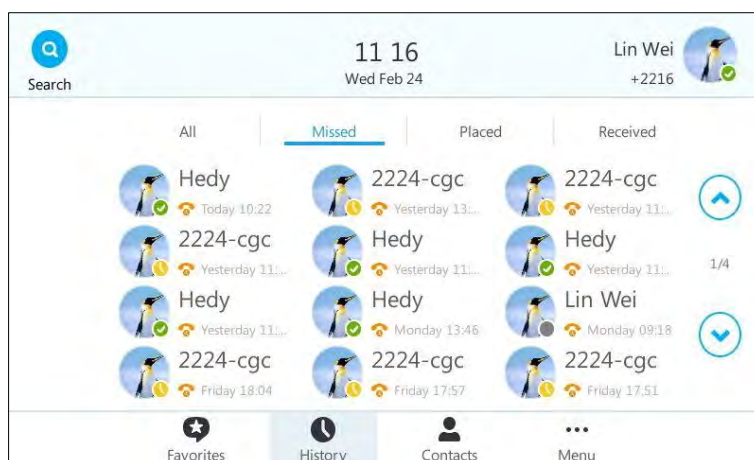 11 16
Lin Wei
Search
Wed Feb 24
+2216
All
Missed
Placed
Received
Hedy
2224-cgc
2224-cgc
Today 10:22
Yesterday 13:...
Yesterday 11:...
2224-cgc
Hedy
Hedy
Yesterday 11:...
Yesterday 11:...
Yesterday 11:...
1/4
Hedy
Hedy
Lin Wei
Yesterday 11:...
Monday 13:46
Monday 09:18
2224-cgc
2224-cgc
2224-cgc
Friday 18:04
Friday 17:57
Friday 17:51
Favorites
History
Contacts
Menu